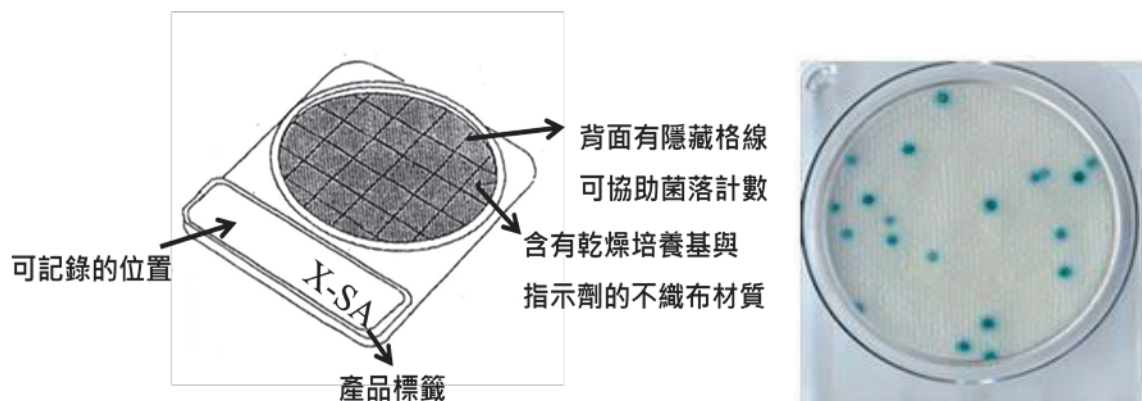 背面有隱藏格線
可協助菌落計數
含有乾燥培養基與
指示劑的不織布材質
可記錄的位置
X-SA
產品標籤